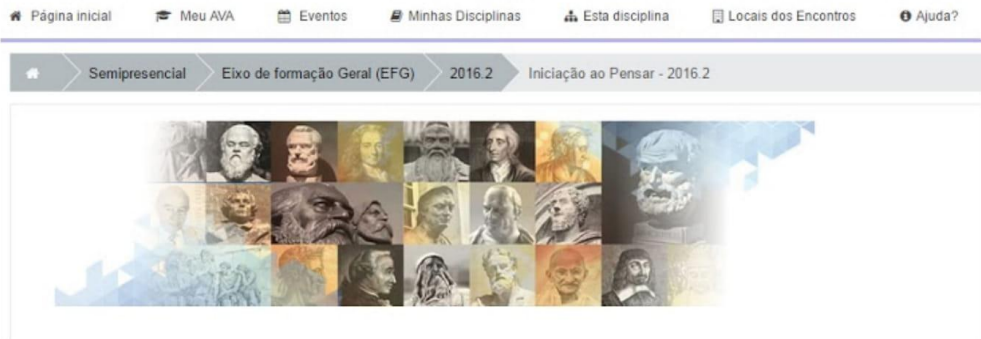 Página inicial Meu AVA Eventos Minhas Disciplinas Esta disciplina Locais dos Encontros Ajuda?
Semipresencial Eixo de formação Geral (EFG) 2016.2 Iniciação ao Pensar - 2016.2